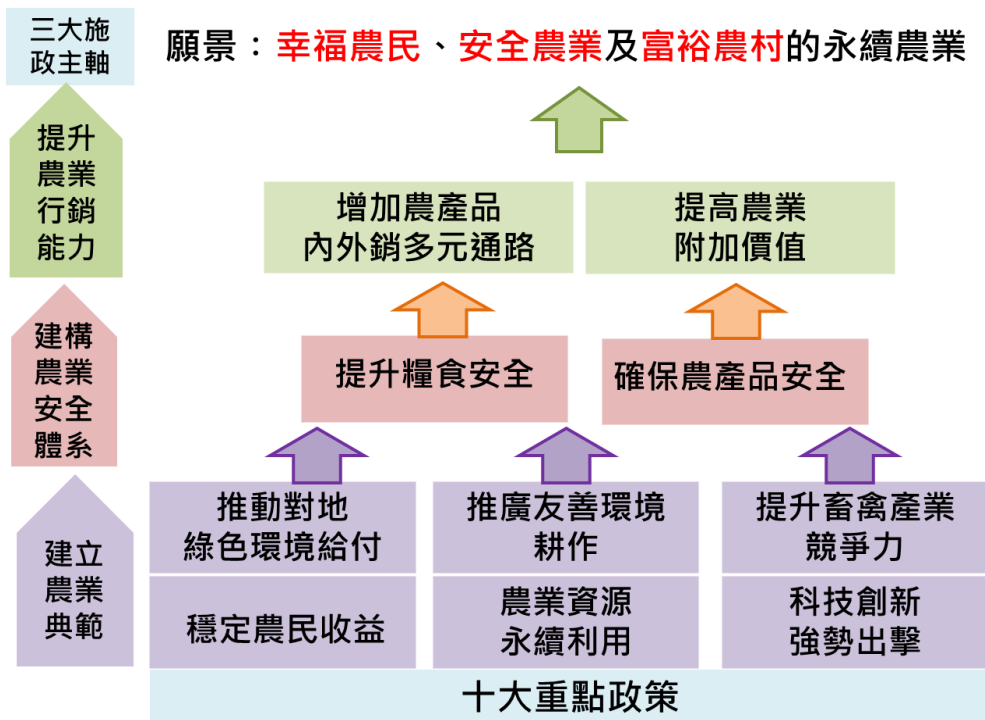 三大施
政主軸
願景：幸福農民、安全農業及富裕農村的永續農業
提升
農業
行銷
能力
增加農產品
內外銷多元通路
提高農業
附加價值
建構
農業
安全
體系
提升糧食安全
確保農產品安全
建立
農業
典範
推動對地
綠色環境給付
推廣友善環境
耕作
提升畜禽產業
競爭力
穩定農民收益
農業資源
永續利用
科技創新
強勢出擊
十大重點政策